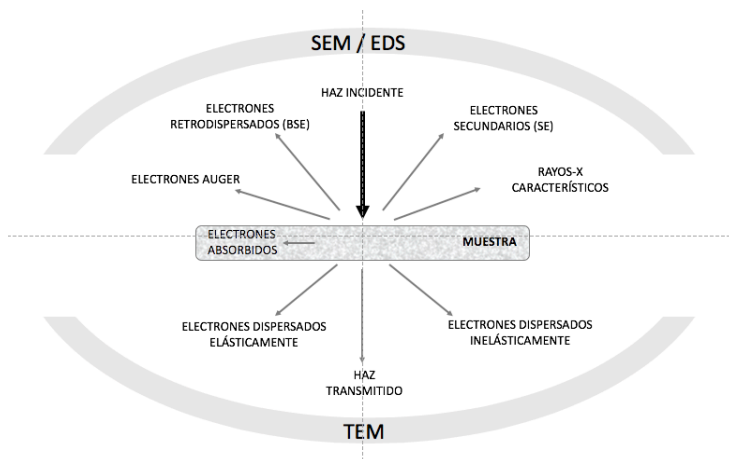 SEM / EDS
HAZ INCIDENTE
ELECTRONES
RETRODISPERSADOS (BSE)
ELECTRONES
SECUNDARIOS (SE)
ELECTRONES AUGER
RAYOS-X
CARACTERÍSTICOS
ELECTRONES
ABSORBIDOS
MUESTRA
ELECTRONES DISPERSADOS
ELÁSTICAMENTE
ELECTRONES DISPERSADOS
INELÁSTICAMENTE
HAZ
TRANSMITIDO
TEM